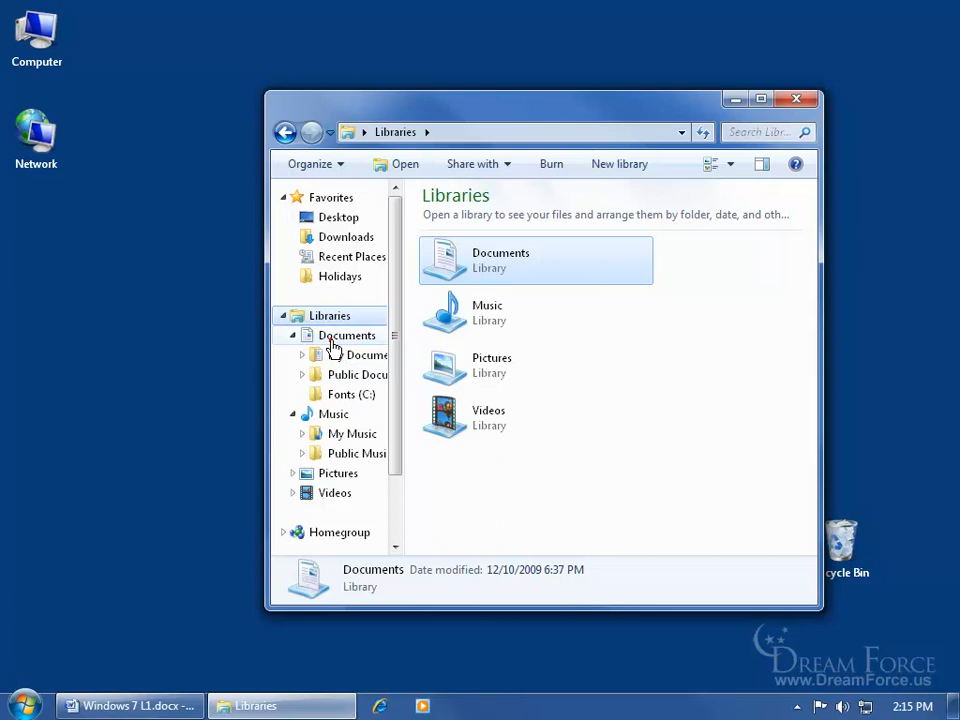 Computer
Network
Libraries
Search Libr...
Organize
Open
Share with
Burn
New library
Favorites
Desktop
Downloads
Recent Places
Holidays
Libraries
Documents
My Docume
Public Docu
Fonts (C:)
Music
My Music
Public Musi
Pictures
Videos
Homegroup
Libraries
Open a library to see your files and arrange them by folder, date, and oth...
Documents
Library
Music
Library
Pictures
Library
Videos
Library
Documents Date modified: 12/10/2009 6:37 PM
Library
cycle Bin
DREAM FORCE
www.DreamForce.us
Windows 7 L1.docx -...
Libraries
2:15 PM